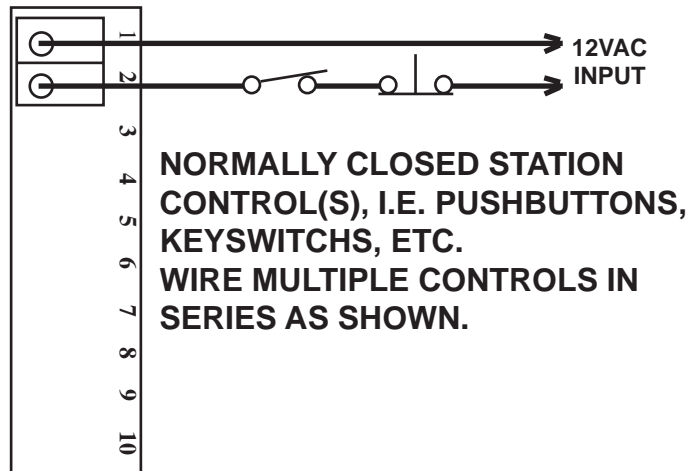 1
12VAC
INPUT
2
3
NORMALLY CLOSED STATION
4
CONTROL(S), I.E. PUSHBUTTONS,
5
KEYSWITCHS, ETC.
6
WIRE MULTIPLE CONTROLS IN
7
SERIES AS SHOWN.
8
9
10